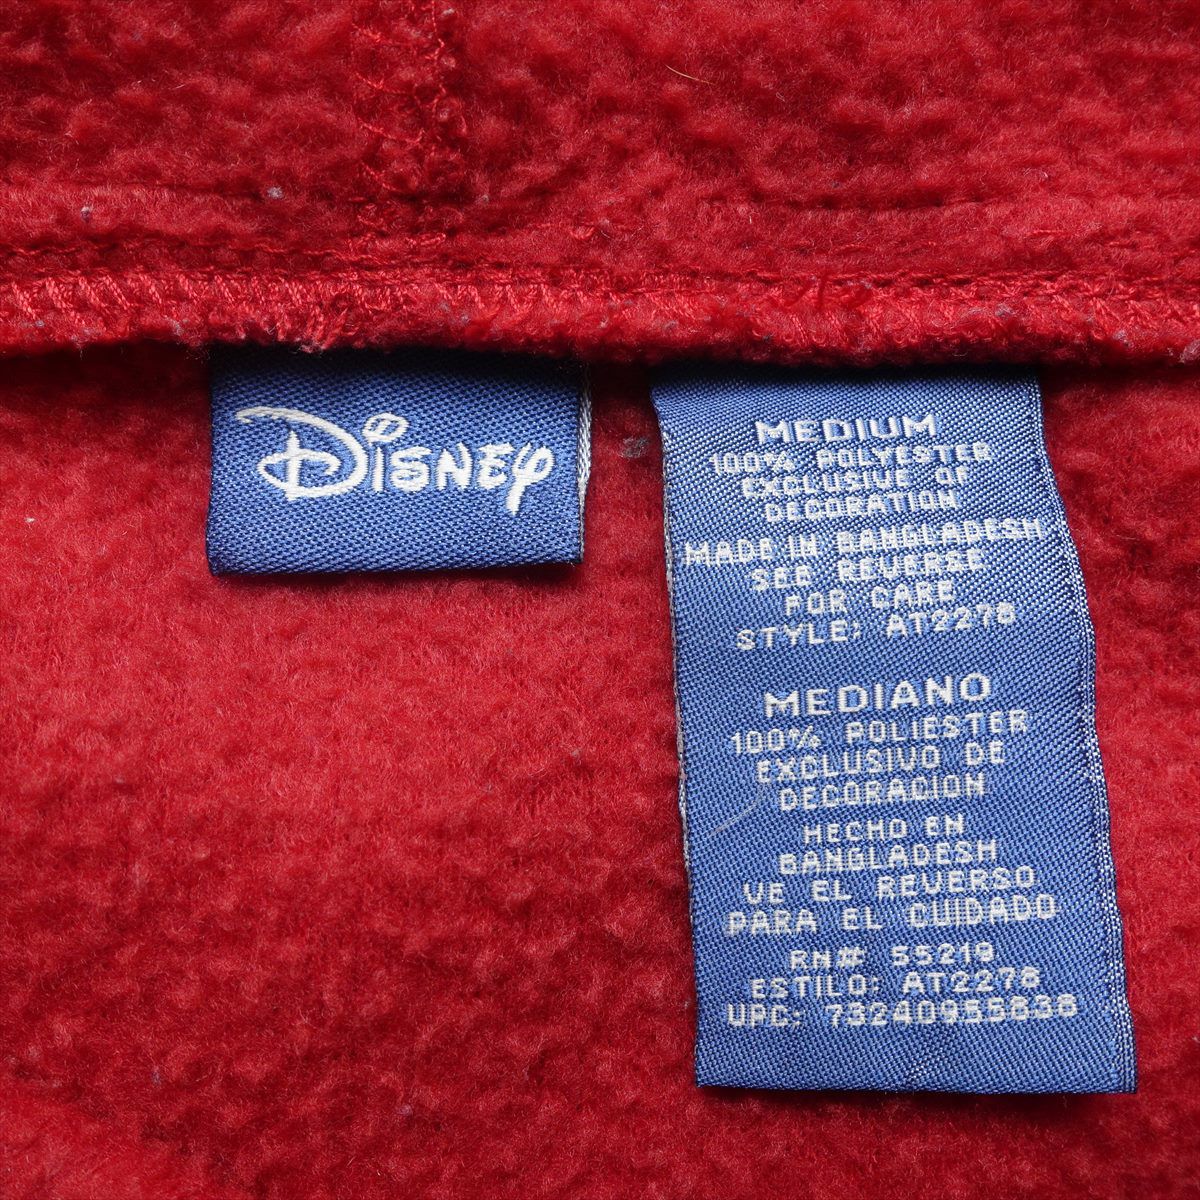 Disney
MEDIUM
100% POLYESTER
EXCLUSIVE OF
DECORATION
MADE IN BANGLADESH
SEE REVERSE
FOR CARE
STYLE: AT2278
MEDIANO
100% POLIESTER
EXCLUSIVO DE
DECORACION
HECHO EN
BANGLADESH
VE EL REVERSO
PARA EL CUIDADO
RN# 55219
ESTILO: AT2278
UPC: 73240955838